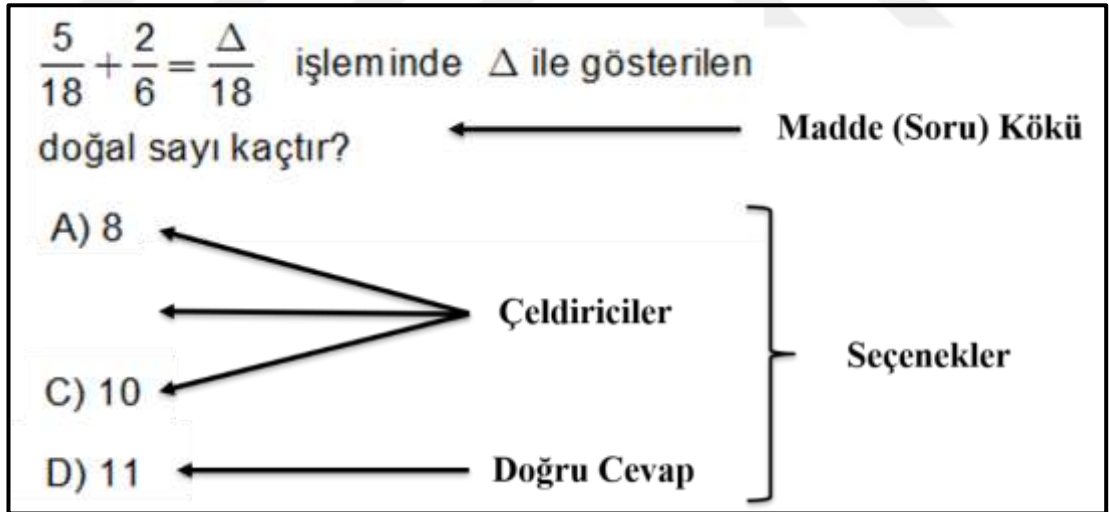 5/18 + 2/6 = Δ/18 işleminde Δ ile gösterilen
doğal sayı kaçtır?
Madde (Soru) Kökü
A) 8
Çeldiriciler
Seçenekler
C) 10
D) 11
Doğru Cevap